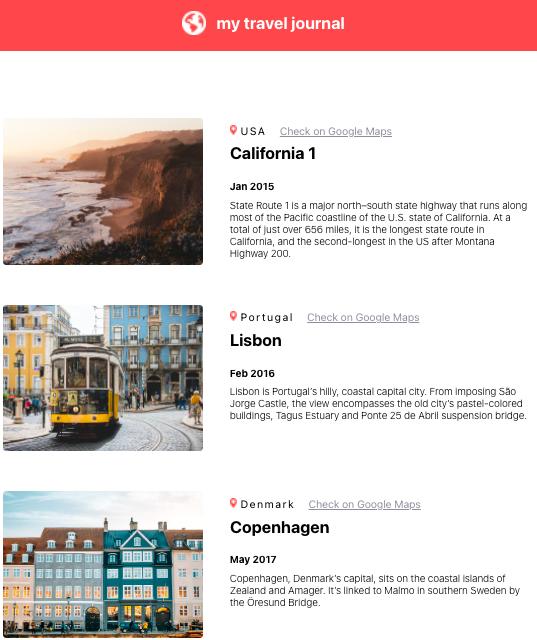 my travel journal
USA Check on Google Maps
California 1
Jan 2015
State Route 1 is a major north–south state highway that runs along
most of the Pacific coastline of the U.S. state of California. At a
total of just over 656 miles, it is the longest state route in
California, and the second-longest in the US after Montana
Highway 200.
Portugal Check on Google Maps
Lisbon
Feb 2016
Lisbon is Portugal's hilly, coastal capital city. From imposing São
Jorge Castle, the view encompasses the old city's pastel-colored
buildings, Tagus Estuary and Ponte 25 de Abril suspension bridge.
Denmark Check on Google Maps
Copenhagen
May 2017
Copenhagen, Denmark's capital, sits on the coastal islands of
Zealand and Amager. It's linked to Malmo in southern Sweden by
the Öresund Bridge.